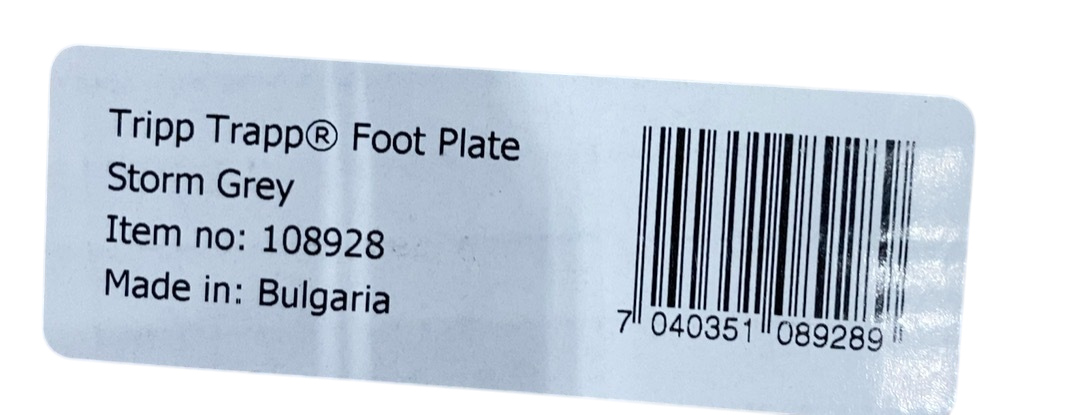 Tripp Trapp® Foot Plate
Storm Grey
Item no: 108928
Made in: Bulgaria
7 040351 089289